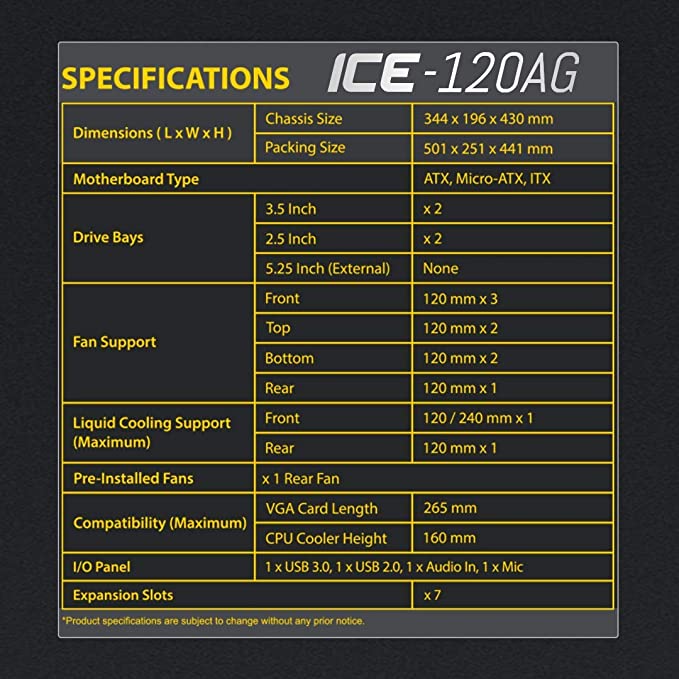 SPECIFICATIONS ICE-120AG
Dimensions ( L x W x H ) Chassis Size 344 x 196 x 430 mm
Packing Size 501 x 251 x 441 mm
Motherboard Type ATX, Micro-ATX, ITX
Drive Bays 3.5 Inch x 2
2.5 Inch x 2
5.25 Inch (External) None
Fan Support Front 120 mm x 3
Top 120 mm x 2
Bottom 120 mm x 2
Rear 120 mm x 1
Liquid Cooling Support (Maximum) Front 120 / 240 mm x 1
Rear 120 mm x 1
Pre-Installed Fans x 1 Rear Fan
Compatibility (Maximum) VGA Card Length 265 mm
CPU Cooler Height 160 mm
I/O Panel 1 x USB 3.0, 1 x USB 2.0, 1 x Audio In, 1 x Mic
Expansion Slots x 7
*Product specifications are subject to change without any prior notice.